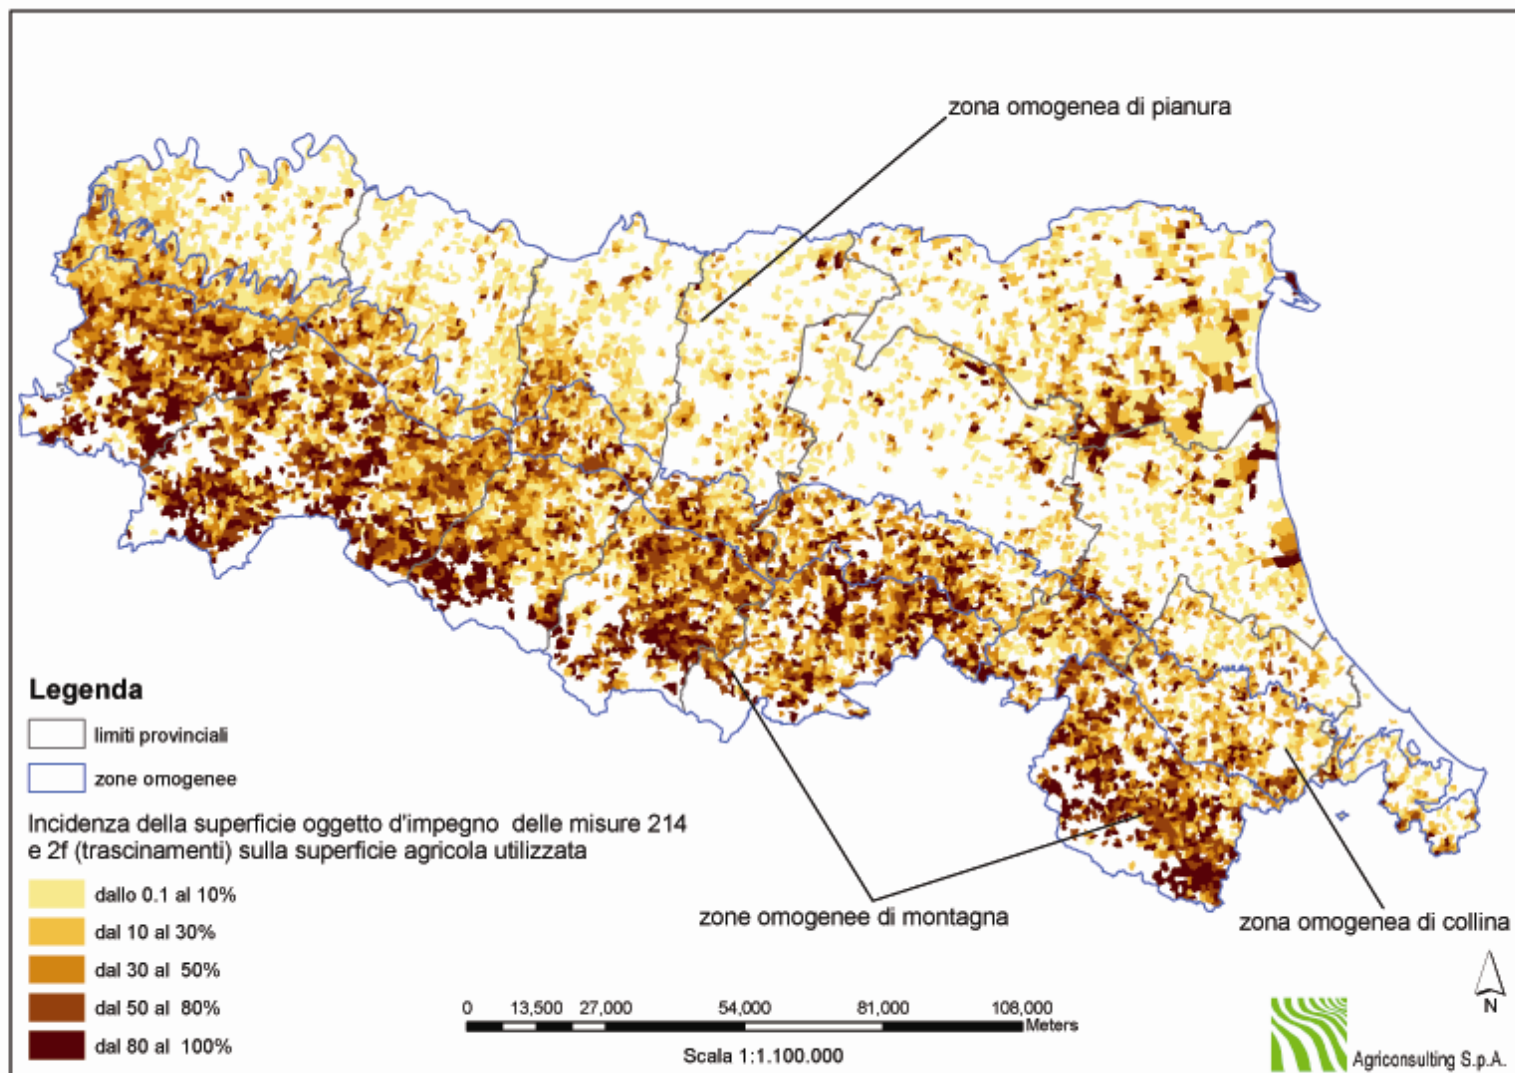 zona omogenea di pianura
Legenda
limiti provinciali
zone omogenee
Incidenza della superficie oggetto d'impegno delle misure 214
e 2f (trascinamenti) sulla superficie agricola utilizzata
dallo 0.1 al 10%
dal 10 al 30%
dal 30 al 50%
dal 50 al 80%
dal 80 al 100%
zone omogenee di montagna
zona omogenea di collina
0 13,500 27,000 54,000 81,000 108,000
Meters
Scala 1:1.100.000
N
Agriconsulting S.p.A.